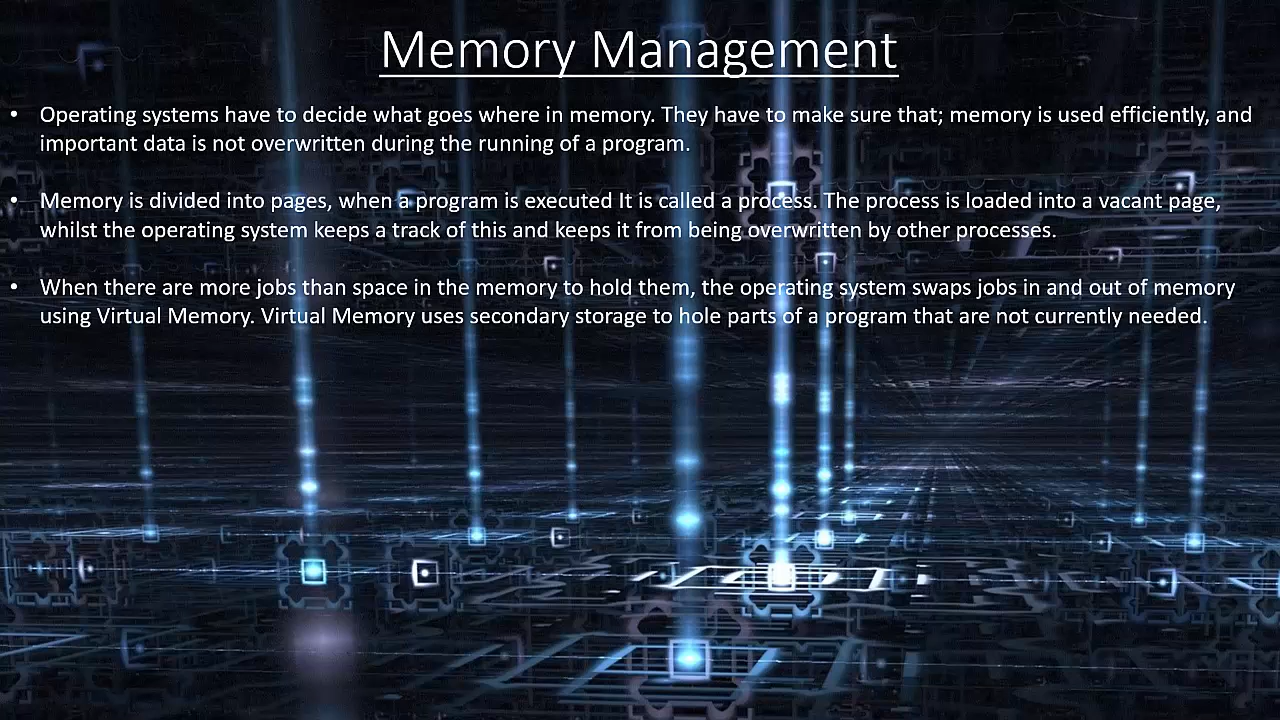 Memory Management
• Operating systems have to decide what goes where in memory. They have to make sure that; memory is used efficiently, and
important data is not overwritten during the running of a program.
• Memory is divided into pages, when a program is executed It is called a process. The process is loaded into a vacant page,
whilst the operating system keeps a track of this and keeps it from being overwritten by other processes.
• When there are more jobs than space in the memory to hold them, the operating system swaps jobs in and out of memory
using Virtual Memory. Virtual Memory uses secondary storage to hole parts of a program that are not currently needed.